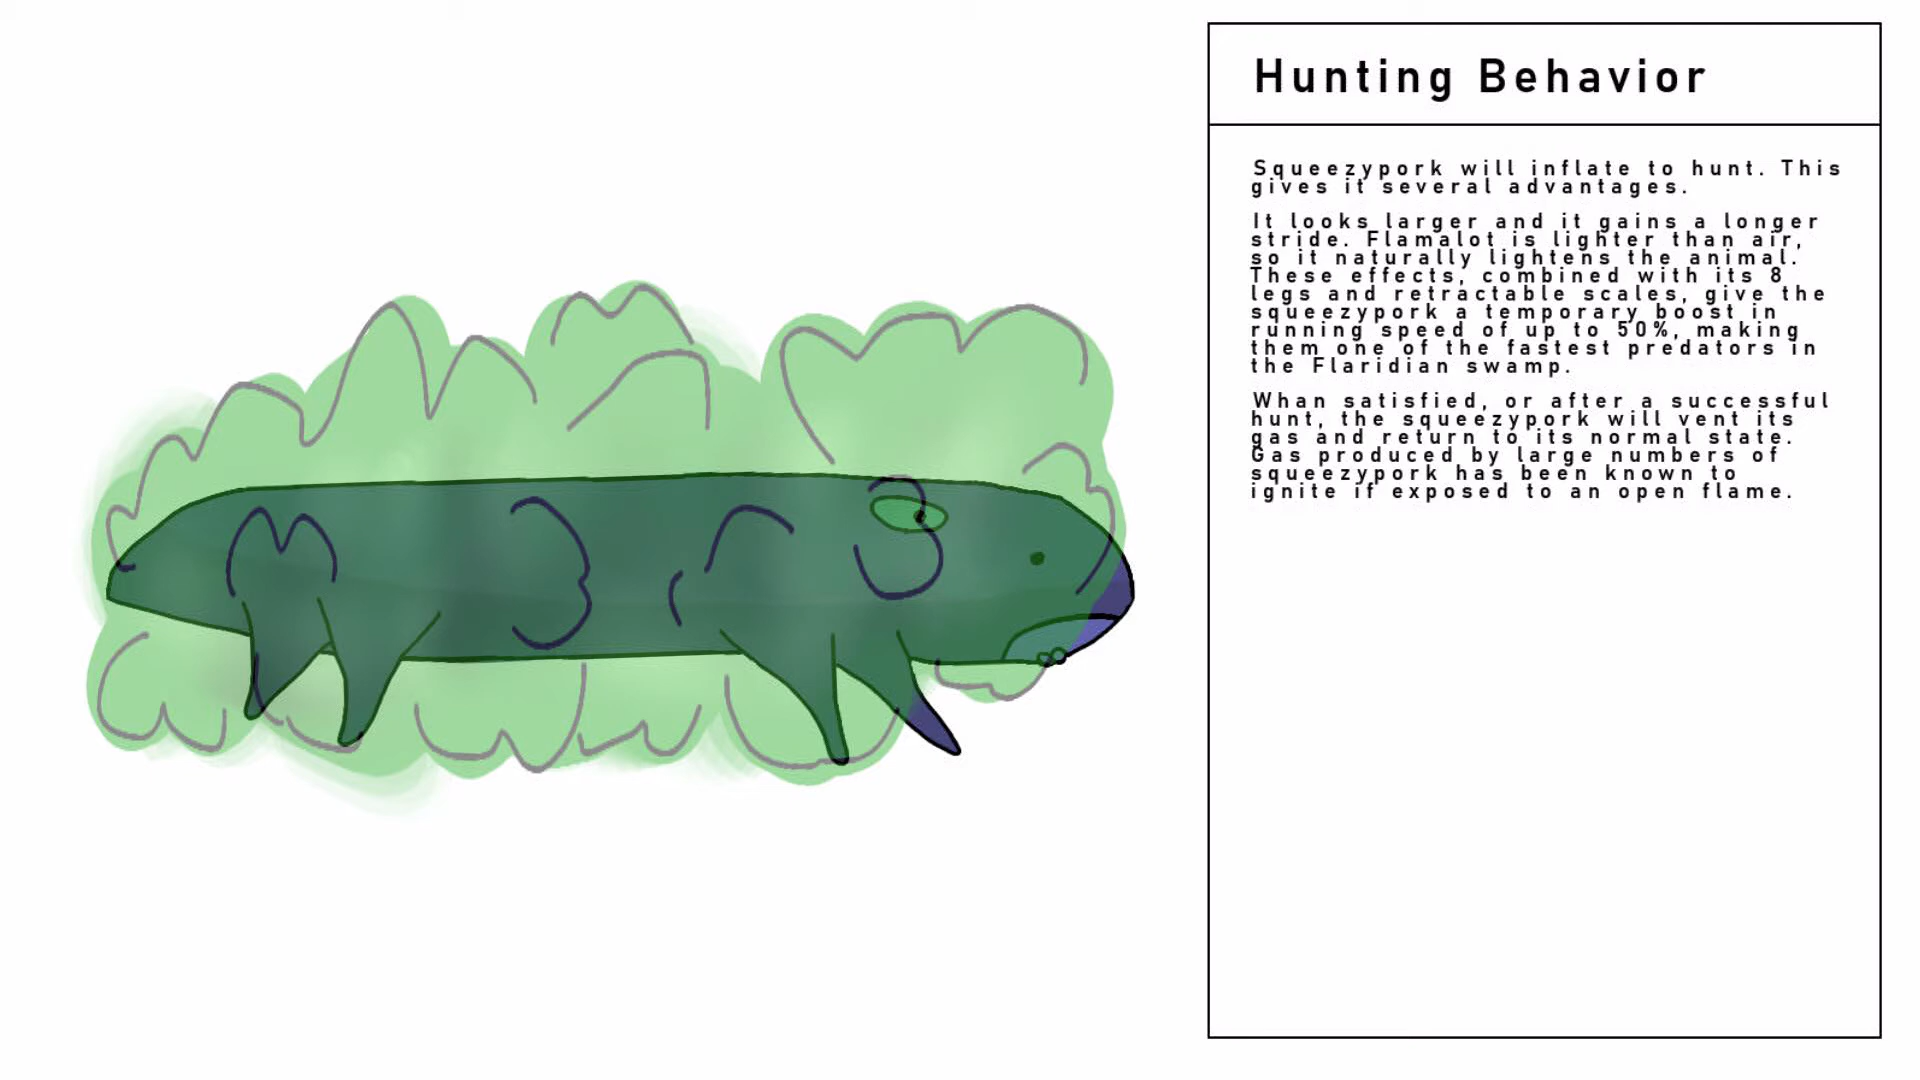 Hunting Behavior
Squeezypork will inflate to hunt. This
gives it several advantages.
It looks larger and it gains a longer
stride. Flamalot is lighter than air,
so it naturally lightens the animal.
These effects, combined with its 8
legs and retractable scales, give the
squeezypork a temporary boost in
running speed of up to 50%, making
them one of the fastest predators in
the Flaridian swamp.
Whan satisfied, or after a successful
hunt, the squeezypork will vent its
gas and return to its normal state.
Gas produced by large numbers of
squeezypork has been known to
ignite if exposed to an open flame.